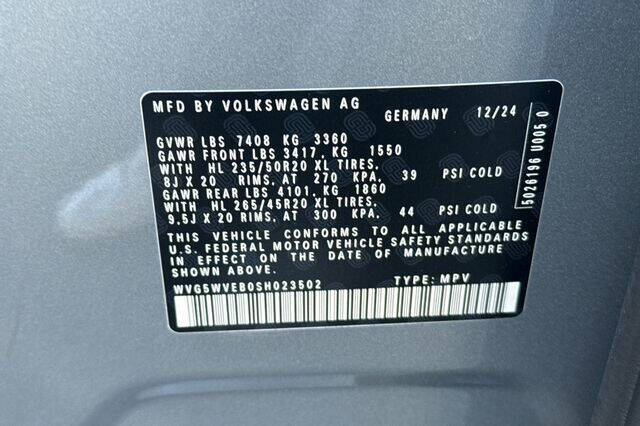 MFD BY VOLKSWAGEN AG GERMANY 12/24
GVWR LBS 7408 KG 3360
GAWR FRONT LBS 3417, KG 1550
WITH HL 235/50R20 XL TIRES,
8J X 20 RIMS, AT 270 KPA, 39 PSI COLD
GAWR REAR LBS 4101, KG 1860
WITH HL 265/45R20 XL TIRES,
9.5J X 20 RIMS, AT 300 KPA, 44 PSI COLD
THIS VEHICLE CONFORMS TO ALL APPLICABLE
U.S. FEDERAL MOTOR VEHICLE SAFETY STANDARDS
IN EFFECT ON THE DATE OF MANUFACTURE
SHOWN ABOVE.
WVG5WVEB0SH023502 TYPE: MPV
5026196 U005 0